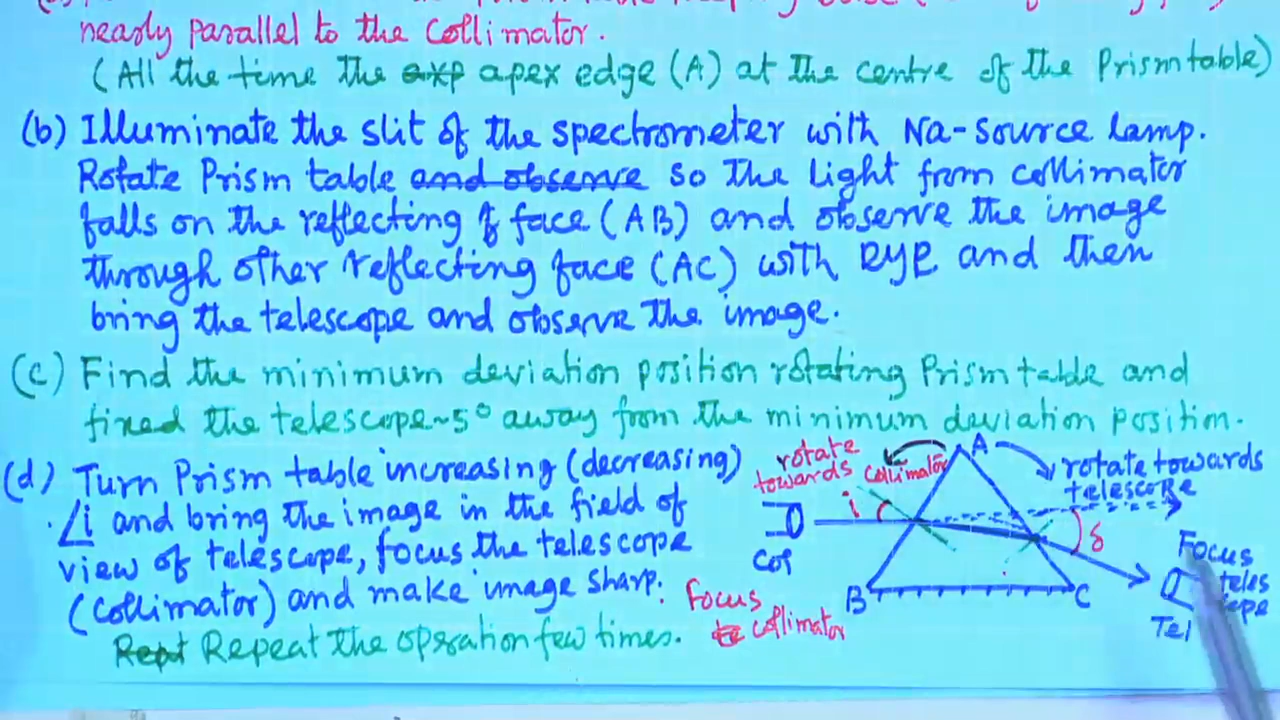 nearly parallel to the Collimator.
(All the time the apex edge (A) at the centre of the Prism table)
(b) Illuminate the slit of the spectrometer with Na-source lamp.
Rotate Prism table and observe so the light from collimator
falls on the reflecting face (AB) and observe the image
through other reflecting face (AC) with EYE and then
bring the telescope and observe the image.
(c) Find the minimum deviation position rotating Prism table and
fixed the telescope ~5° away from the minimum deviation position.
(d) Turn Prism table increasing (decreasing)
∠i and bring the image in the field of
view of telescope, focus the telescope
(Collimator) and make image sharp.
Repeat the operation few times.
rotate
towards Collimator
A
rotate towards
telescope
i
δ
Col
B
C
Focus
collimator
Focus
teles
Tel